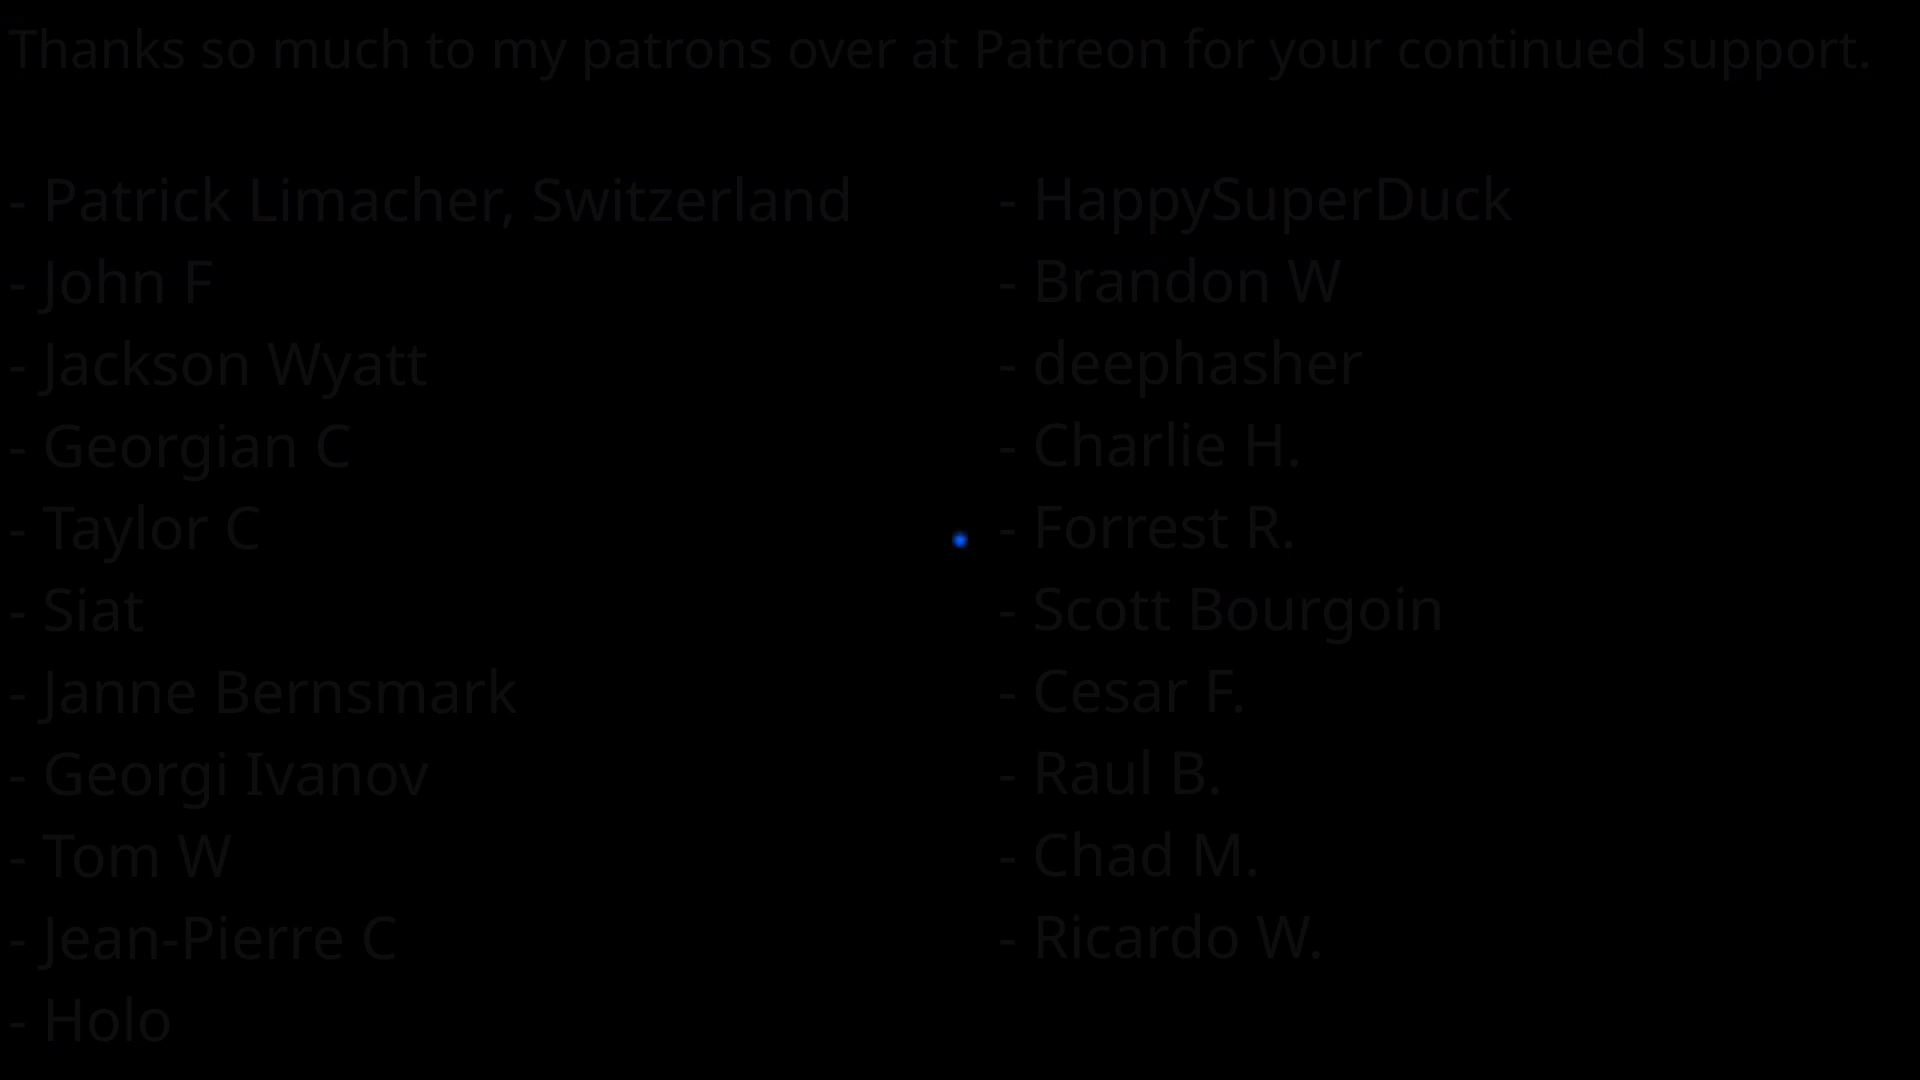 Thanks so much to my patrons over at Patreon for your continued support.
- Patrick Limacher, Switzerland
- John F
- Jackson Wyatt
- Georgian C
- Taylor C
- Siat
- Janne Bernsmark
- Georgi Ivanov
- Tom W
- Jean-Pierre C
- Holo
- HappySuperDuck
- Brandon W
- deephasher
- Charlie H.
- Forrest R.
- Scott Bourgoin
- Cesar F.
- Raul B.
- Chad M.
- Ricardo W.